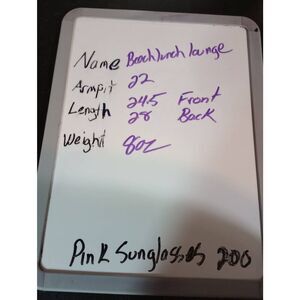 Name Beachlunch lounge
Armpit 22
Length 24.5 Front
28 Back
Weight 8oz
Pink Sunglasses 200